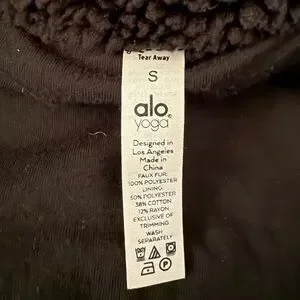 Tear Away
S
alo
yoga
Designed in
Los Angeles
Made in
China
FAUX FUR:
100% POLYESTER
LINING:
50% POLYESTER
38% COTTON
12% RAYON
EXCLUSIVE OF
TRIMMING
WASH
SEPARATELY